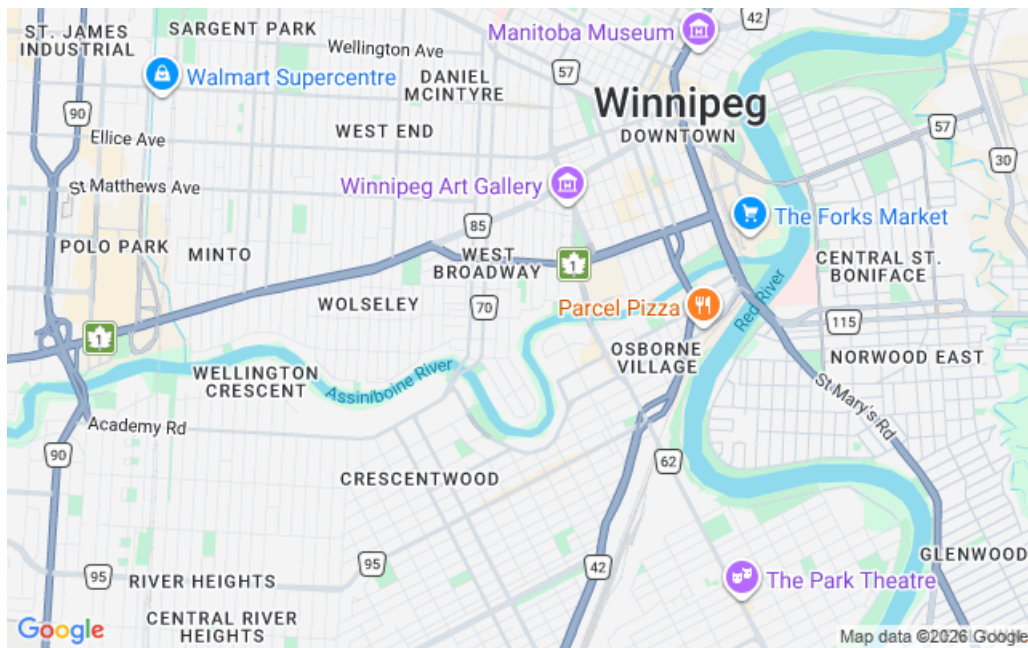 42
SARGENT PARK
ST. JAMES
INDUSTRIAL
Manitoba Museum
Wellington Ave
Walmart Supercentre
57
DANIEL
MCINTYRE
Winnipeg
DOWNTOWN
90
57
WEST END
Ellice Ave
30
St Matthews Ave
Winnipeg Art Gallery
The Forks Market
85
POLO PARK
MINTO
WEST
BROADWAY
1
CENTRAL ST.
BONIFACE
WOLSELEY
70
Parcel Pizza
Red River
115
1
OSBORNE
VILLAGE
NORWOOD EAST
WELLINGTON
CRESCENT
Assiniboine River
St Mary's Rd
Academy Rd
90
62
CRESCENTWOOD
GLENWOOD
95
42
95
RIVER HEIGHTS
The Park Theatre
CENTRAL RIVER
HEIGHTS
Google
Map data ©2026 Google